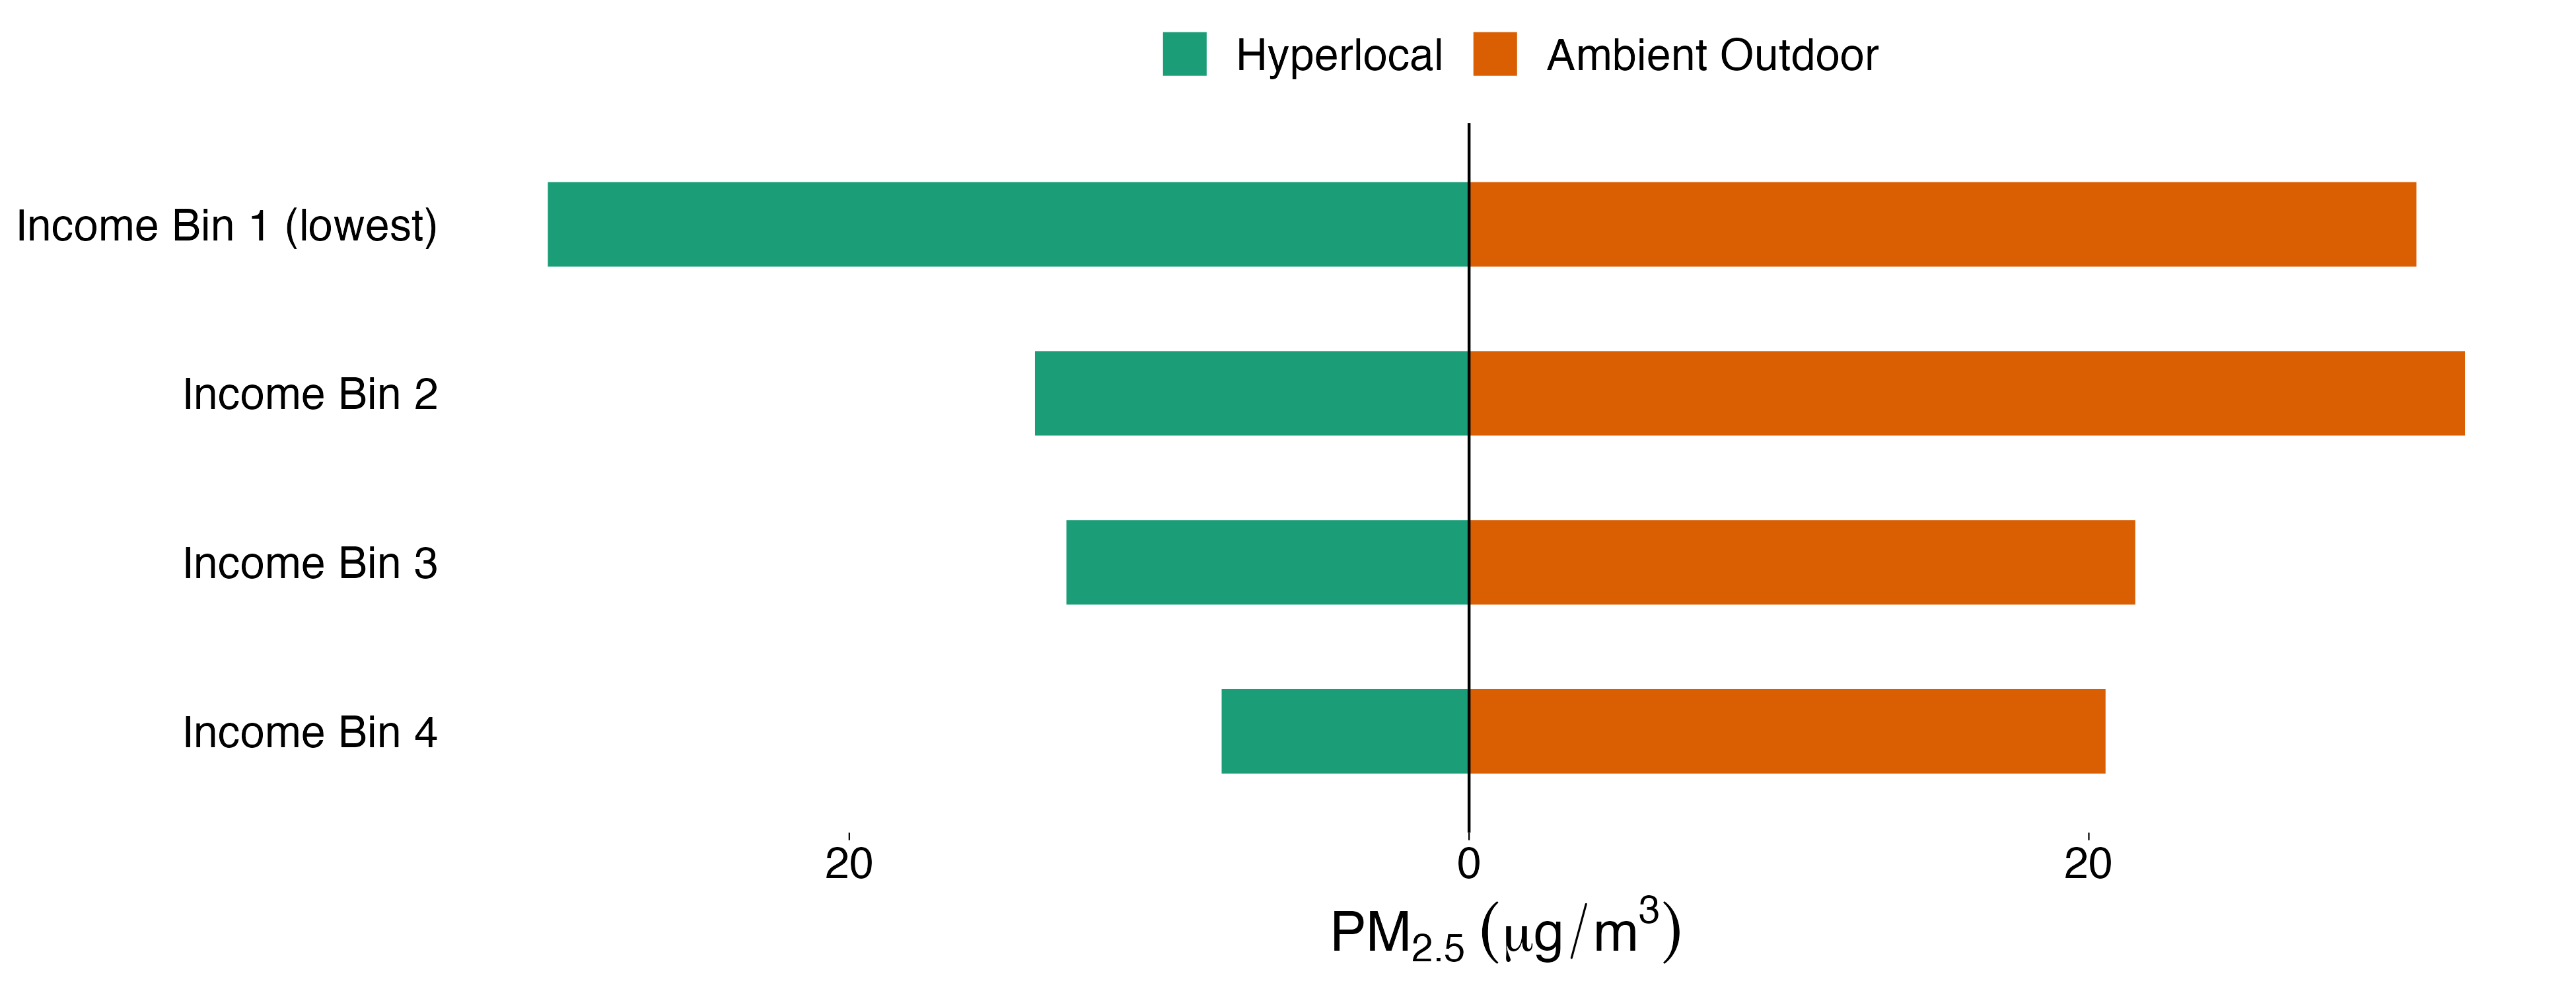 Hyperlocal Ambient Outdoor
Income Bin 1 (lowest)
Income Bin 2
Income Bin 3
Income Bin 4
20 0 20
PM₂.₅ (μg/m³)